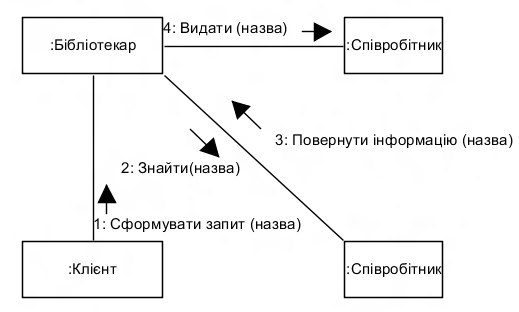 4: Видати (назва)
:Бібліотекар
:Співробітник
3: Повернути інформацію (назва)
2: Знайти(назва)
1: Сформувати запит (назва)
:Клієнт
:Співробітник